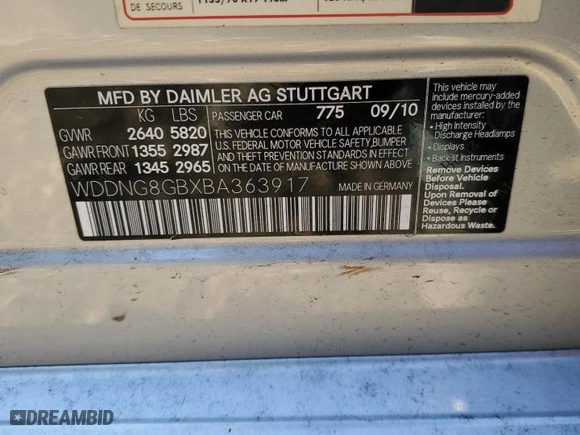 DE SECOURS
MFD BY DAIMLER AG STUTTGART
KG LBS
GVWR 2640 5820
GAWR FRONT 1355 2987
GAWR REAR 1345 2965
PASSENGER CAR 775 09/10
THIS VEHICLE CONFORMS TO ALL APPLICABLE
U.S. FEDERAL MOTOR VEHICLE SAFETY,BUMPER
AND THEFT PREVENTION STANDARDS IN EFFECT
ON THE DATE OF MANUFACTURE SHOWN ABOVE
WDDNG8GBXBA363917 MADE IN GERMANY
This vehicle may
include mercury-added
devices installed by the
manufacturer:
• High Intensity
Discharge Headlamps
• Displays
• Backlit Instruments
Remove Devices
Before Vehicle
Disposal.
Upon Removal of
Devices Please
Reuse, Recycle or
Dispose as
Hazardous Waste.
DREAMBID